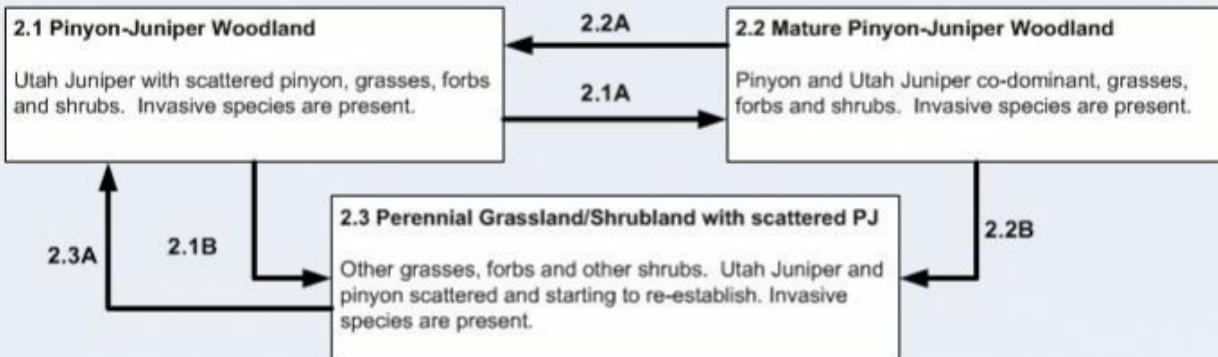 2.1 Pinyon-Juniper Woodland
Utah Juniper with scattered pinyon, grasses, forbs
and shrubs.  Invasive species are present.
2.2A
2.1A
2.2 Mature Pinyon-Juniper Woodland
Pinyon and Utah Juniper co-dominant, grasses,
forbs and shrubs.  Invasive species are present.
2.3A
2.1B
2.3 Perennial Grassland/Shrubland with scattered PJ
Other grasses, forbs and other shrubs.  Utah Juniper and
pinyon scattered and starting to re-establish. Invasive
species are present.
2.2B